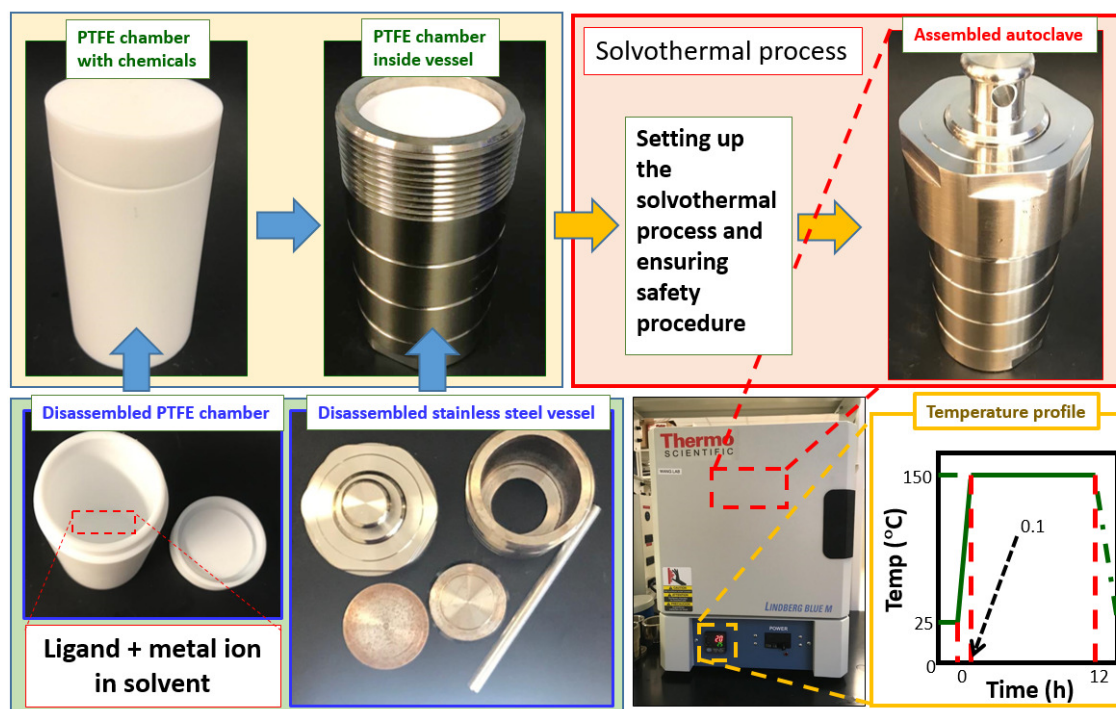 PTFE chamber
with chemicals
PTFE chamber
inside vessel
Solvothermal process
Assembled autoclave
Setting up
the
solvothermal
process and
ensuring
safety
procedure
Disassembled PTFE chamber
Disassembled stainless steel vessel
Ligand + metal ion
in solvent
Thermo
SCIENTIFIC
LINDBERG BLUE M
POWER
Temperature profile
Temp (°C)
150
25
0
0.1
0
12
Time (h)